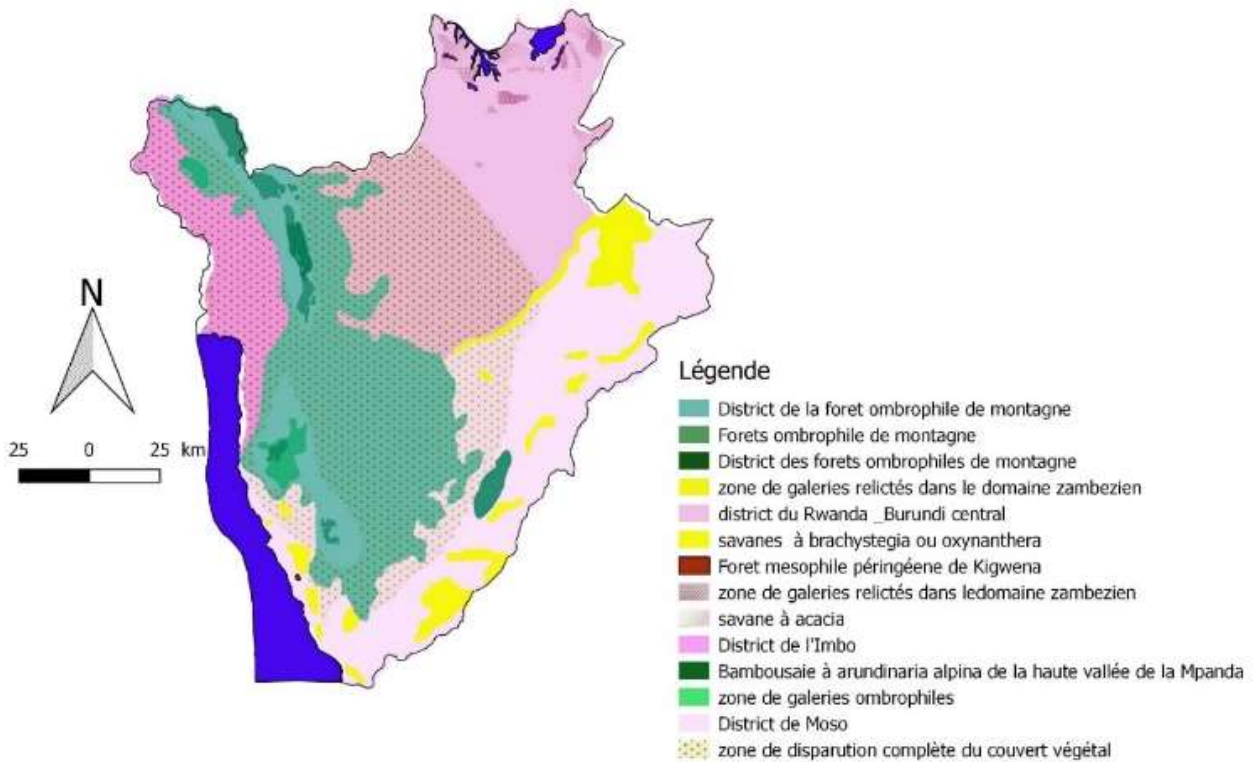 N
25 0 25 km
Légende
District de la foret ombrophile de montagne
Forets ombrophile de montagne
District des forets ombrophiles de montagne
zone de galeries relictés dans le domaine zambezien
district du Rwanda _Burundi central
savanes à brachystegia ou oxynanthera
Foret mesophile péringéene de Kigwena
zone de galeries relictés dans ledomaine zambezien
savane à acacia
District de l'Imbo
Bambousaie à arundinaria alpina de la haute vallée de la Mpanda
zone de galeries ombrophiles
District de Moso
zone de disparution complète du couvert végétal